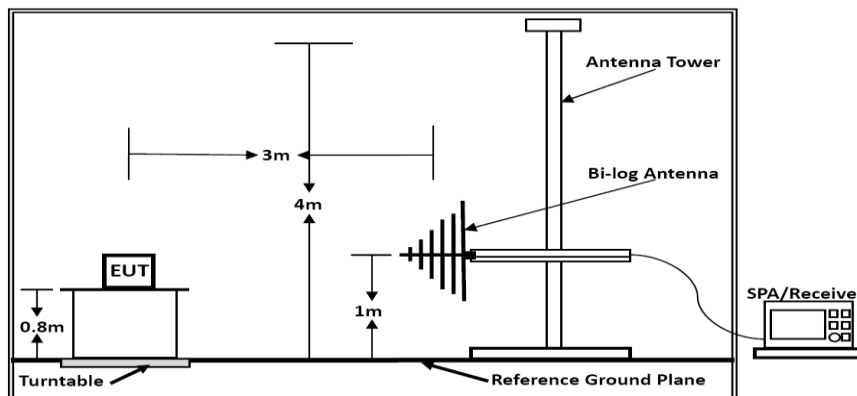 Antenna Tower
3m
Bi-log Antenna
4m
EUT
SPA/Receive
1m
0.8m
Turntable
Reference Ground Plane